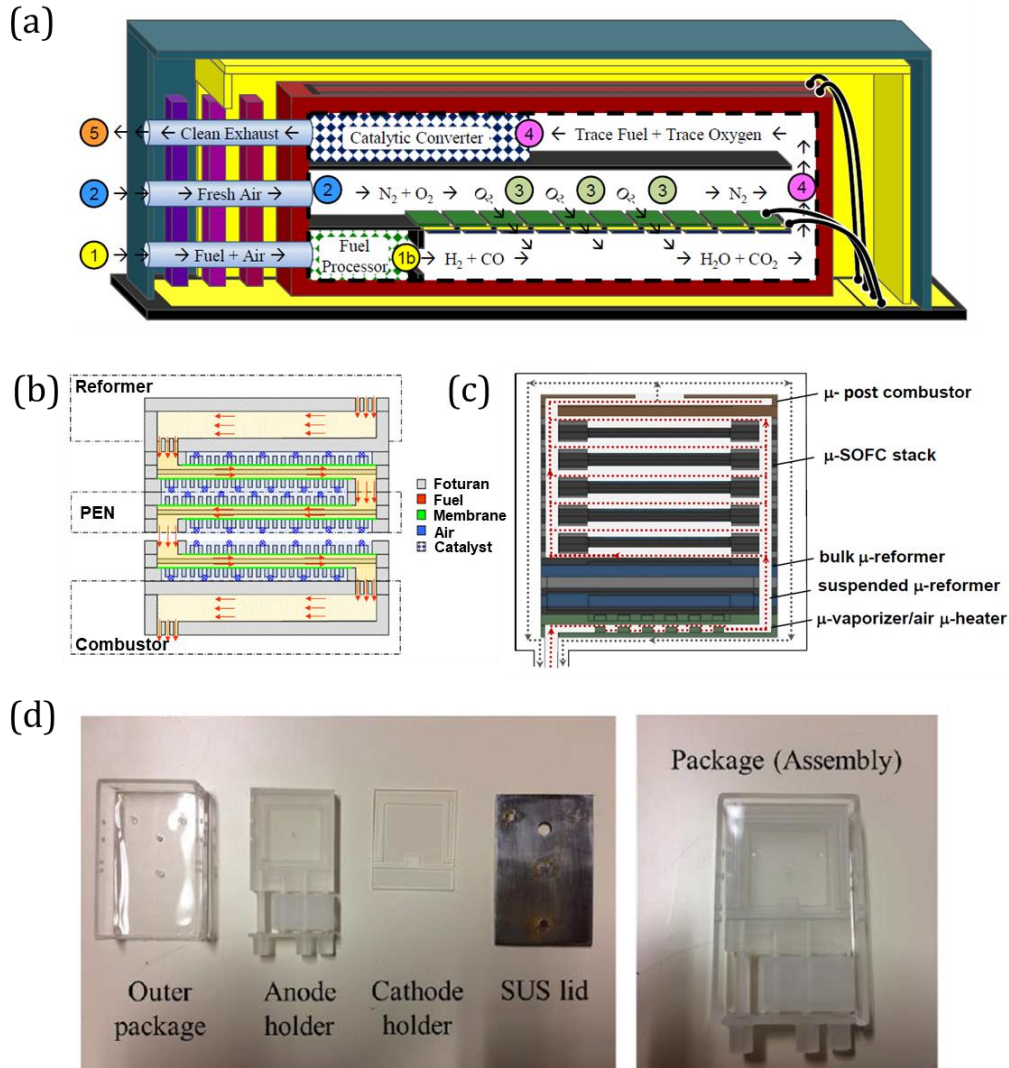 (a)
5 ← ← ← Clean Exhaust ← Catalytic Converter 4 ← Trace Fuel + Trace Oxygen ←
2 → → → Fresh Air → 2 → N₂ + O₂ → O₂ 3 O₂ 3 O₂ 3 → N₂ → 4
1 → → → Fuel + Air → Fuel
Processor 1b → H₂ + CO → → H₂O + CO₂ →
(b)
Reformer
PEN
Combustor
Foturan
Fuel
Membrane
Air
Catalyst
(c)
μ- post combustor
μ-SOFC stack
bulk μ-reformer
suspended μ-reformer
μ-vaporizer/air μ-heater
(d)
Outer
package
Anode
holder
Cathode
holder
SUS lid
Package (Assembly)